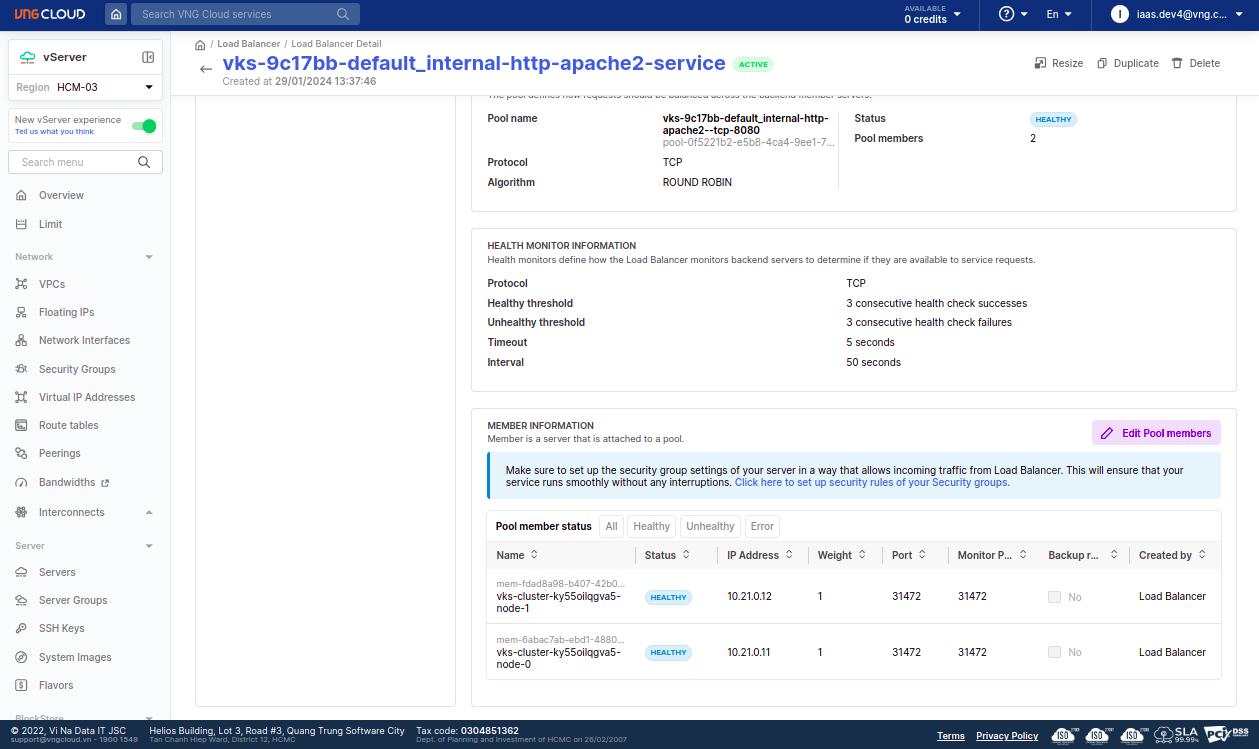 VNG CLOUD
Search VNG Cloud services
AVAILABLE
0 credits
En
I
iaas.dev4@vng.c...
vServer
Region HCM-03
New vServer experience
Tell us what you think
Search menu
Overview
Limit
Network
VPCs
Floating IPs
Network Interfaces
Security Groups
Virtual IP Addresses
Route tables
Peerings
Bandwidths
Interconnects
Server
Servers
Server Groups
SSH Keys
System Images
Flavors
BlockStore
/ Load Balancer / Load Balancer Detail
← vks-9c17bb-default_internal-http-apache2-service ACTIVE
Created at 29/01/2024 13:37:46
Resize Duplicate Delete
The pool defines how requests should be balanced across the backend member servers.
Pool name vks-9c17bb-default_internal-http-
apache2--tcp-8080
pool-0f5221b2-e5b8-4ca4-9ee1-7...
Protocol TCP
Algorithm ROUND ROBIN
Status HEALTHY
Pool members 2
HEALTH MONITOR INFORMATION
Health monitors define how the Load Balancer monitors backend servers to determine if they are available to service requests.
Protocol TCP
Healthy threshold 3 consecutive health check successes
Unhealthy threshold 3 consecutive health check failures
Timeout 5 seconds
Interval 50 seconds
MEMBER INFORMATION
Member is a server that is attached to a pool.
Edit Pool members
Make sure to set up the security group settings of your server in a way that allows incoming traffic from Load Balancer. This will ensure that your
service runs smoothly without any interruptions. Click here to set up security rules of your Security groups.
Pool member status All Healthy Unhealthy Error
Name Status IP Address Weight Port Monitor P... Backup r... Created by
mem-fdad8a98-b407-42b0...
vks-cluster-ky55oilqgva5- HEALTHY 10.21.0.12 1 31472 31472 No Load Balancer
node-1
mem-6abac7ab-ebd1-4880...
vks-cluster-ky55oilqgva5- HEALTHY 10.21.0.11 1 31472 31472 No Load Balancer
node-0
© 2022, Vi Na Data IT JSC
support@vngcloud.vn - 1900 1549
Helios Building, Lot 3, Road #3, Quang Trung Software City
Tan Chanh Hiep Ward, District 12, HCMC
Tax code: 0304851362
Dept. of Planning and Investment of HCMC on 26/02/2007
Terms Privacy Policy
ISO ISO ISO SLA 99.99% PCI DSS